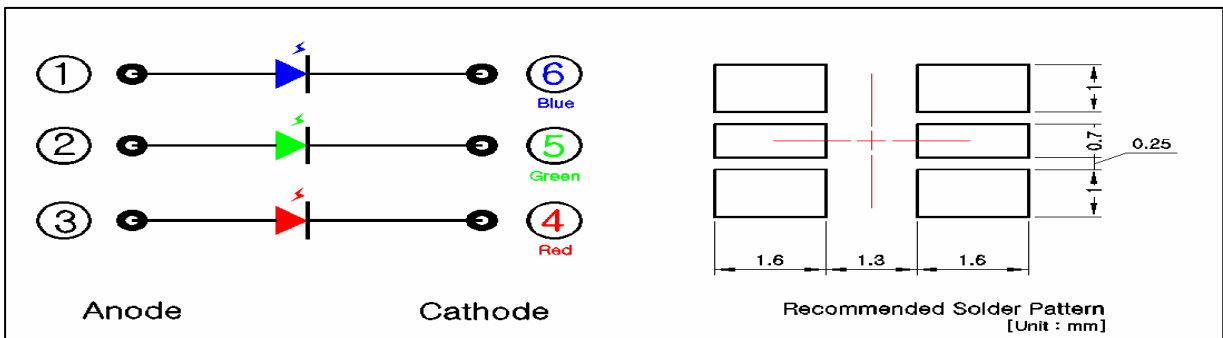 1 6
Blue
2 5
Green
3 4
Red
Anode Cathode
1
0.7
0.25
1
1.6 1.3 1.6
Recommended Solder Pattern
[Unit : mm]